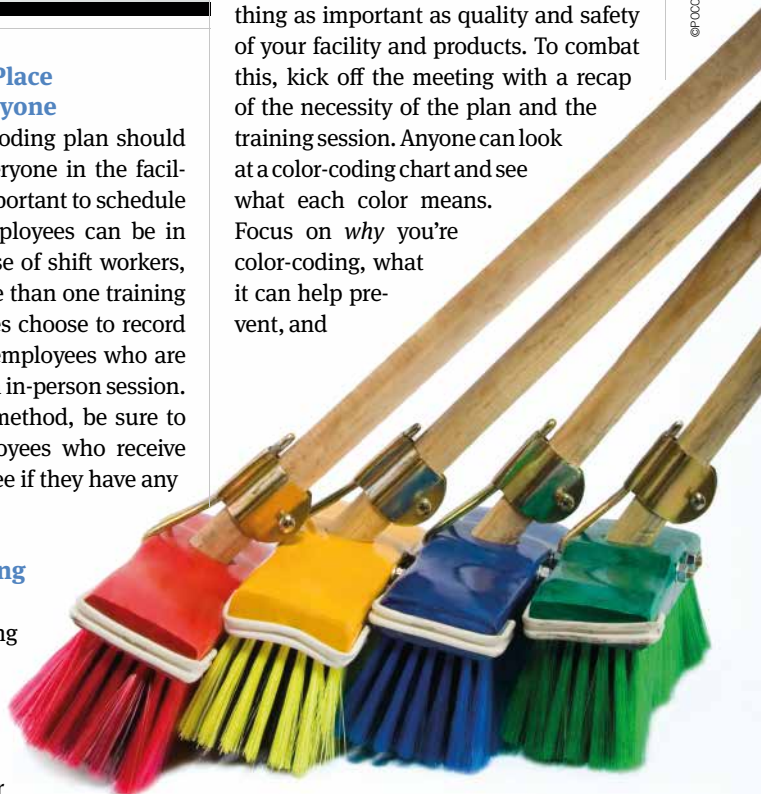 Place
yone
oding plan should
ryone in the facil-
portant to schedule
ployees can be in
se of shift workers,
e than one training
es choose to record
employees who are
in-person session.
method, be sure to
oyees who receive
ee if they have any
ng
ng
r
thing as important as quality and safety
of your facility and products. To combat
this, kick off the meeting with a recap
of the necessity of the plan and the
training session. Anyone can look
at a color-coding chart and see
what each color means.
Focus on why you're
color-coding, what
it can help pre-
vent, and
©POCO